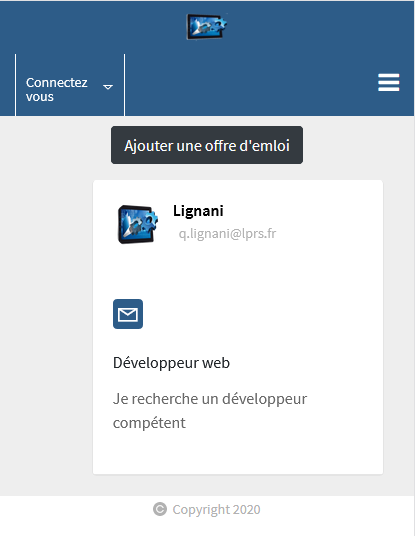 Connectez
vous
Ajouter une offre d'emloi
Lignani
q.lignani@lprs.fr
Développeur web
Je recherche un développeur
compétent
© Copyright 2020